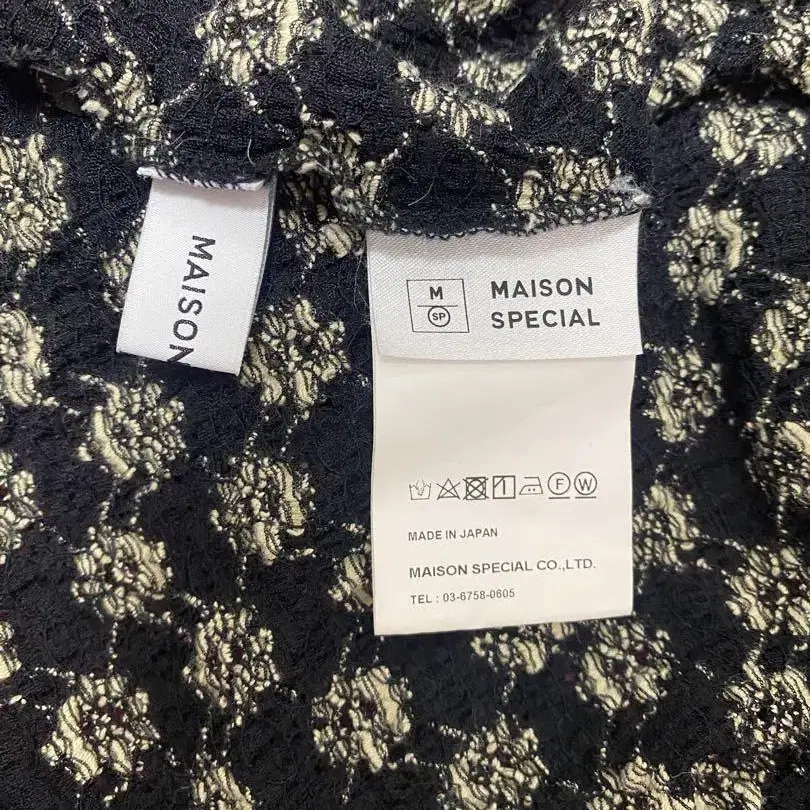 MAISON
M
SP
MAISON
SPECIAL
F W
MADE IN JAPAN
MAISON SPECIAL CO.,LTD.
TEL : 03-6758-0605